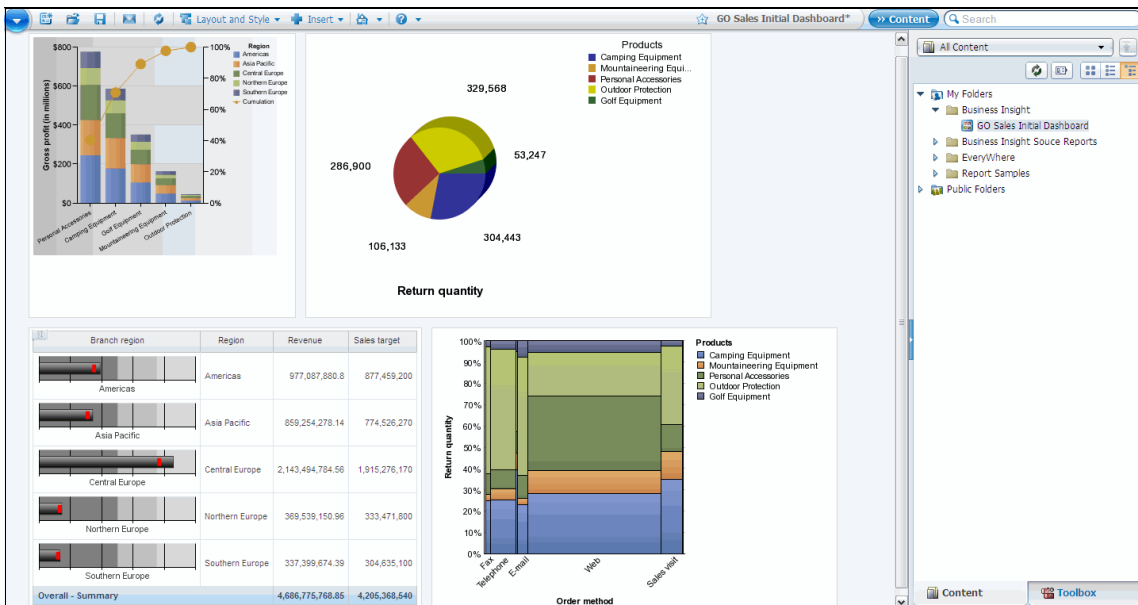 Layout and Style
Insert
GO Sales Initial Dashboard*
Content
Search
All Content
My Folders
Business Insight
GO Sales Initial Dashboard
Business Insight Souce Reports
EveryWhere
Report Samples
Public Folders
Gross profit (in millions)
$800
$600
$400
$200
$0
100%
80%
60%
40%
20%
0%
Region
Americas
Asia Pacific
Central Europe
Northern Europe
Southern Europe
Cumulation
Personal Accessories
Camping Equipment
Golf Equipment
Mountaineering Equipment
Outdoor Protection
Products
Camping Equipment
Mountaineering Equi...
Personal Accessories
Outdoor Protection
Golf Equipment
329,568
53,247
286,900
106,133
304,443
Return quantity
Branch region Region Revenue Sales target
Americas Americas 977,087,880.8 877,459,200
Asia Pacific Asia Pacific 859,254,278.14 774,526,270
Central Europe Central Europe 2,143,494,784.56 1,915,276,170
Northern Europe Northern Europe 369,539,150.96 333,471,800
Southern Europe Southern Europe 337,399,674.39 304,635,100
Overall - Summary 4,686,775,768.85 4,205,368,540
Return quantity
100%
90%
80%
70%
60%
50%
40%
30%
20%
10%
0%
Fax
Telephone
E-mail
Web
Sales visit
Order method
Products
Camping Equipment
Mountaineering Equipment
Personal Accessories
Outdoor Protection
Golf Equipment
Content
Toolbox